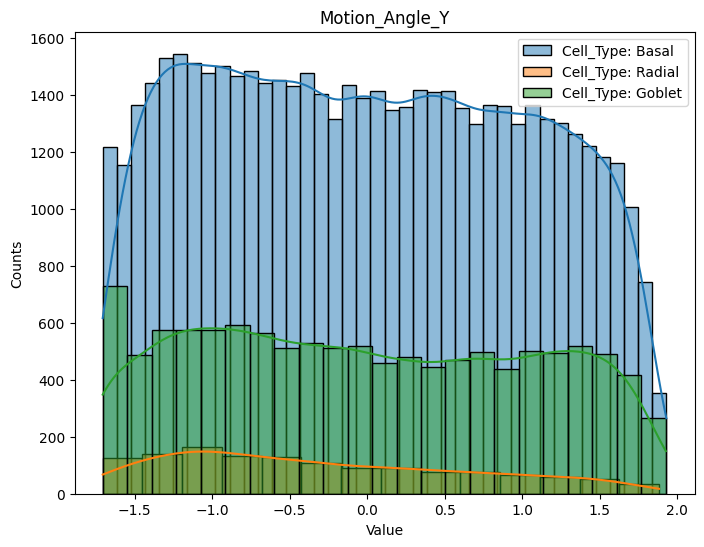 Motion_Angle_Y
Cell_Type: Basal
Cell_Type: Radial
Cell_Type: Goblet
Counts
1600
1400
1200
1000
800
600
400
200
0
−1.5 −1.0 −0.5 0.0 0.5 1.0 1.5 2.0
Value